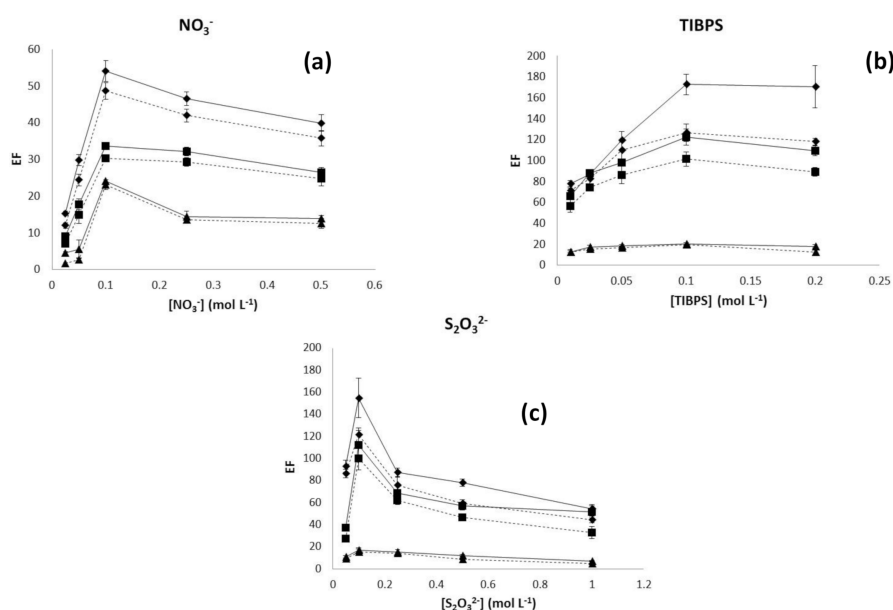 NO₃⁻
(a)
60
50
40
30
20
10
0
EF
0 0.1 0.2 0.3 0.4 0.5 0.6
[NO₃⁻] (mol L⁻¹)
TIBPS
(b)
200
180
160
140
120
100
80
60
40
20
0
EF
0 0.05 0.1 0.15 0.2 0.25
[TIBPS] (mol L⁻¹)
S₂O₃²⁻
(c)
200
180
160
140
120
100
80
60
40
20
0
EF
0 0.2 0.4 0.6 0.8 1 1.2
[S₂O₃²⁻] (mol L⁻¹)